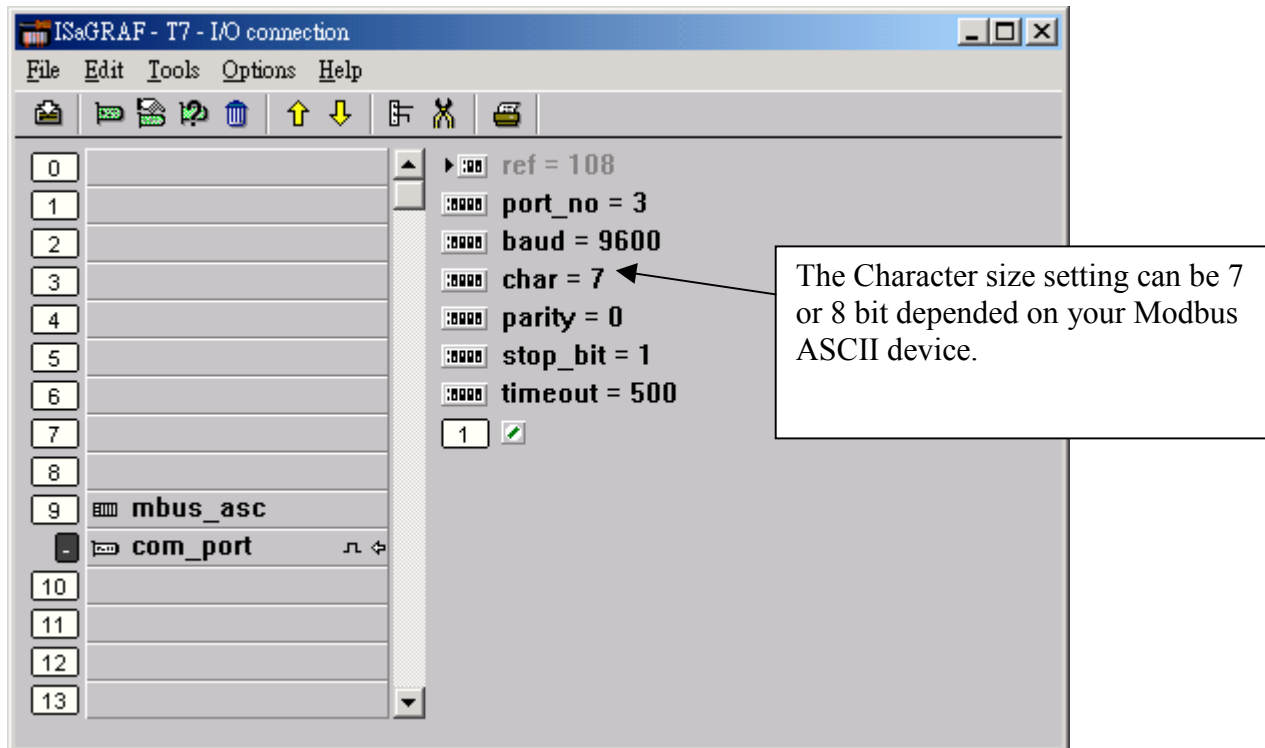 ISaGRAF - T7 - I/O connection
File Edit Tools Options Help
0
1
2
3
4
5
6
7
8
9 mbus_asc
- com_port
10
11
12
13
ref = 108
port_no = 3
baud = 9600
char = 7
parity = 0
stop_bit = 1
timeout = 500
1
The Character size setting can be 7
or 8 bit depended on your Modbus
ASCII device.